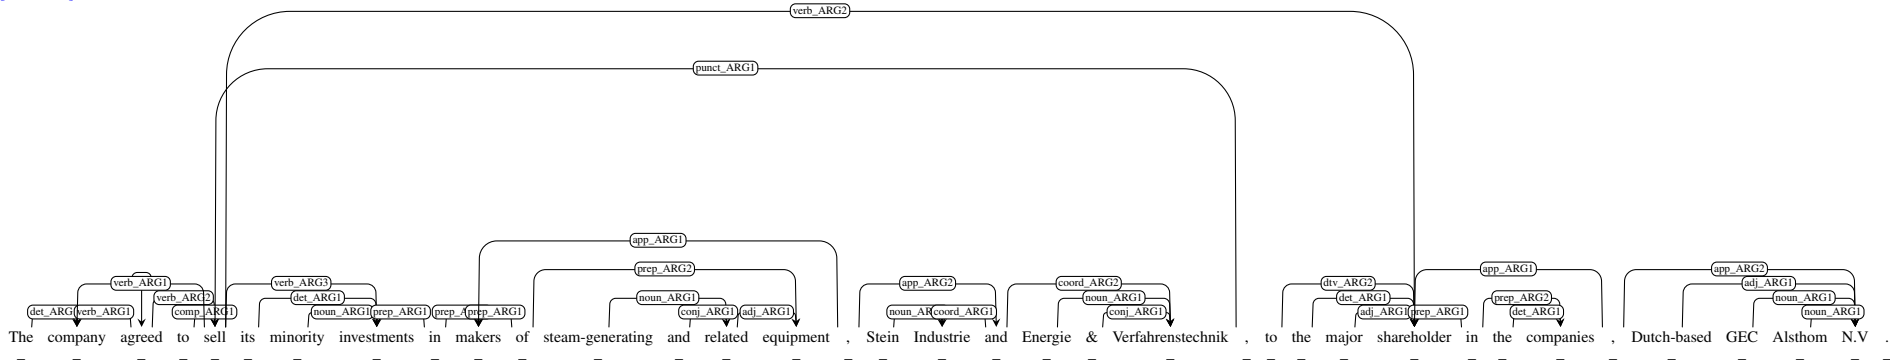 verb_ARG2
punct_ARG1
app_ARG1
prep_ARG2 app_ARG1 app_ARG2
verb_ARG1 verb_ARG3 app_ARG2 coord_ARG2 dtv_ARG2 adj_ARG1
verb_ARG2 det_ARG1 noun_ARG1 noun_ARG1 det_ARG1 prep_ARG2 noun_ARG1
det_ARG verb_ARG1 comp_ARG1 noun_ARG1 prep_ARG1 prep_A prep_ARG1 conj_ARG1 adj_ARG1 noun_AR coord_ARG1 conj_ARG1 adj_ARG1 prep_ARG1 det_ARG1 noun_ARG1
The company agreed to sell its minority investments in makers of steam-generating and related equipment , Stein Industrie and Energie & Verfahrenstechnik , to the major shareholder in the companies , Dutch-based GEC Alsthom N.V .